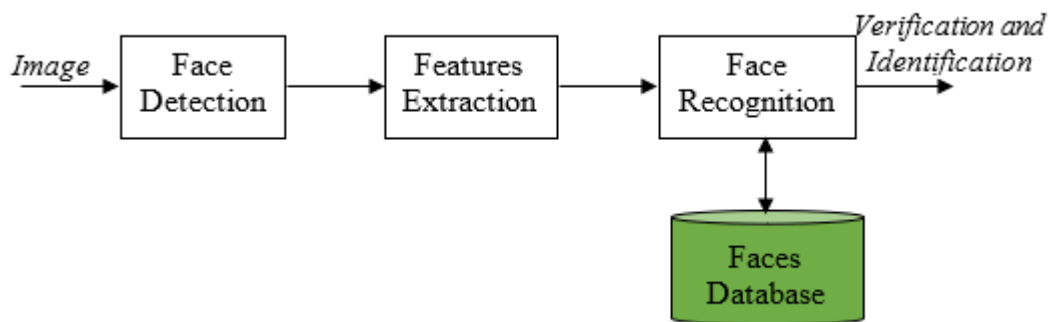 Image
Face
Detection
Features
Extraction
Face
Recognition
Verification and
Identification
Faces
Database